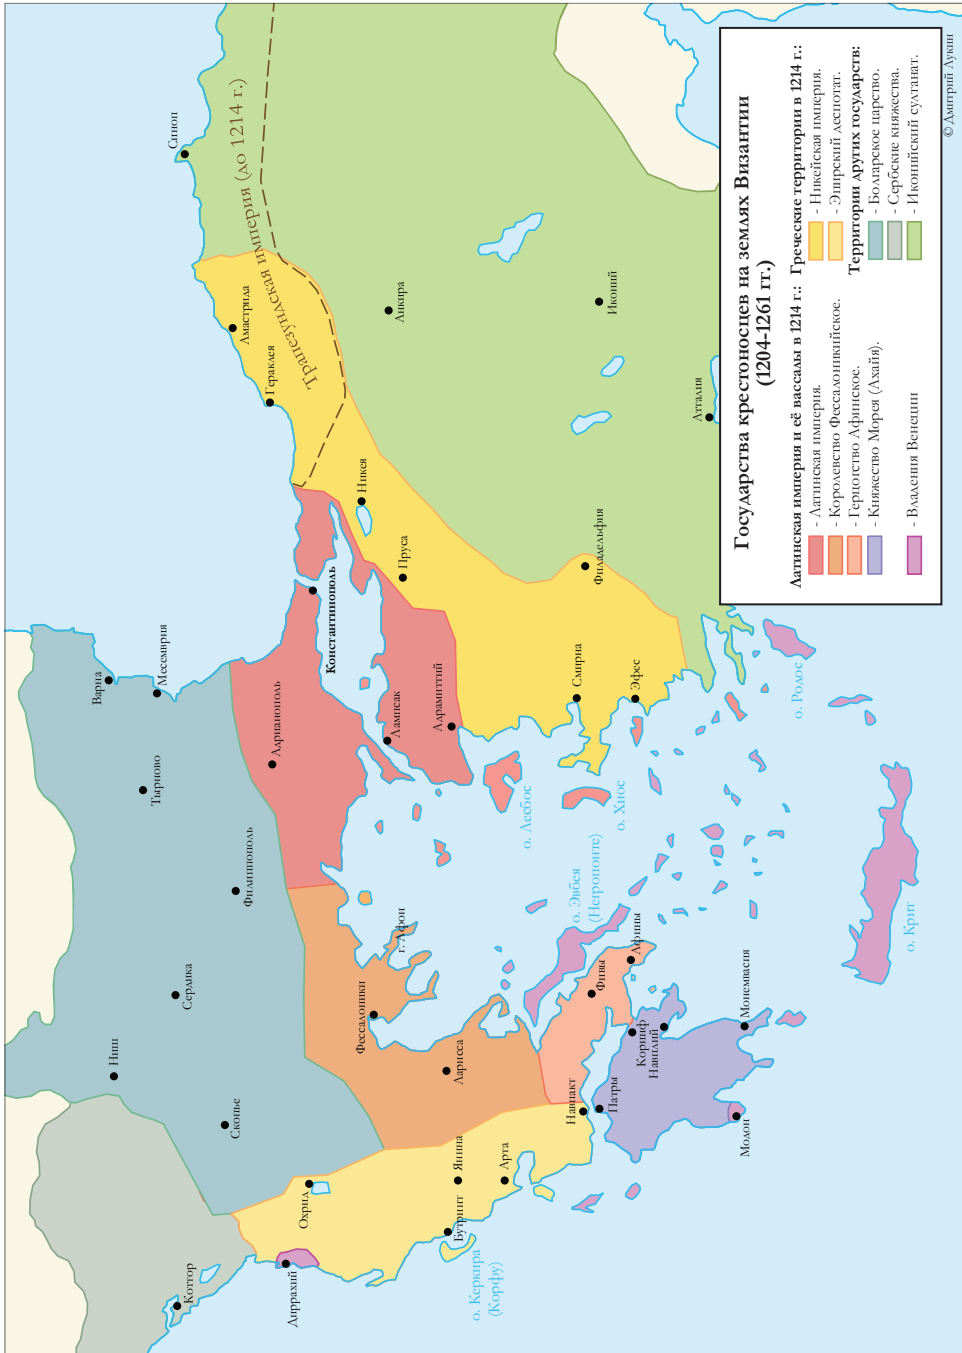 Государства крестоносцев на землях Византии
(1204-1261 гг.)
Латинская империя и её вассалы в 1214 г.:
- Латинская империя.
- Королевство Фессалоникийское.
- Герцогство Афинское.
- Княжество Морея (Ахайя).
- Владения Венеции
Греческие территории в 1214 г.:
- Никейская империя.
- Эпирский деспотат.
Территории других государств:
- Болгарское царство.
- Сербские княжества.
- Иконийский султанат.
© Дмитрий Лукин
Трапезундская империя (до 1214 г.)
Синоп
Амастрида
Гераклея
Анкира
Иконий
Атталия
Никея
Пруса
Филадельфия
Константинополь
Варна
Месемврия
Адрианополь
Лампсак
Адрамиттий
Смирна
Эфес
о. Родос
Тырново
о. Лесбос
о. Хиос
Филиппополь
Сердика
г. Афон
о. Эвбея
(Негропонте)
Афины
Фивы
о. Крит
Фессалоники
Ниш
Скопье
Ларисса
Коринф
Навплий
Монемвасия
Навпакт
Патры
Модон
Охрид
Янина
Арта
Бутринт
о. Керкира
(Корфу)
Диррахий
Коттор